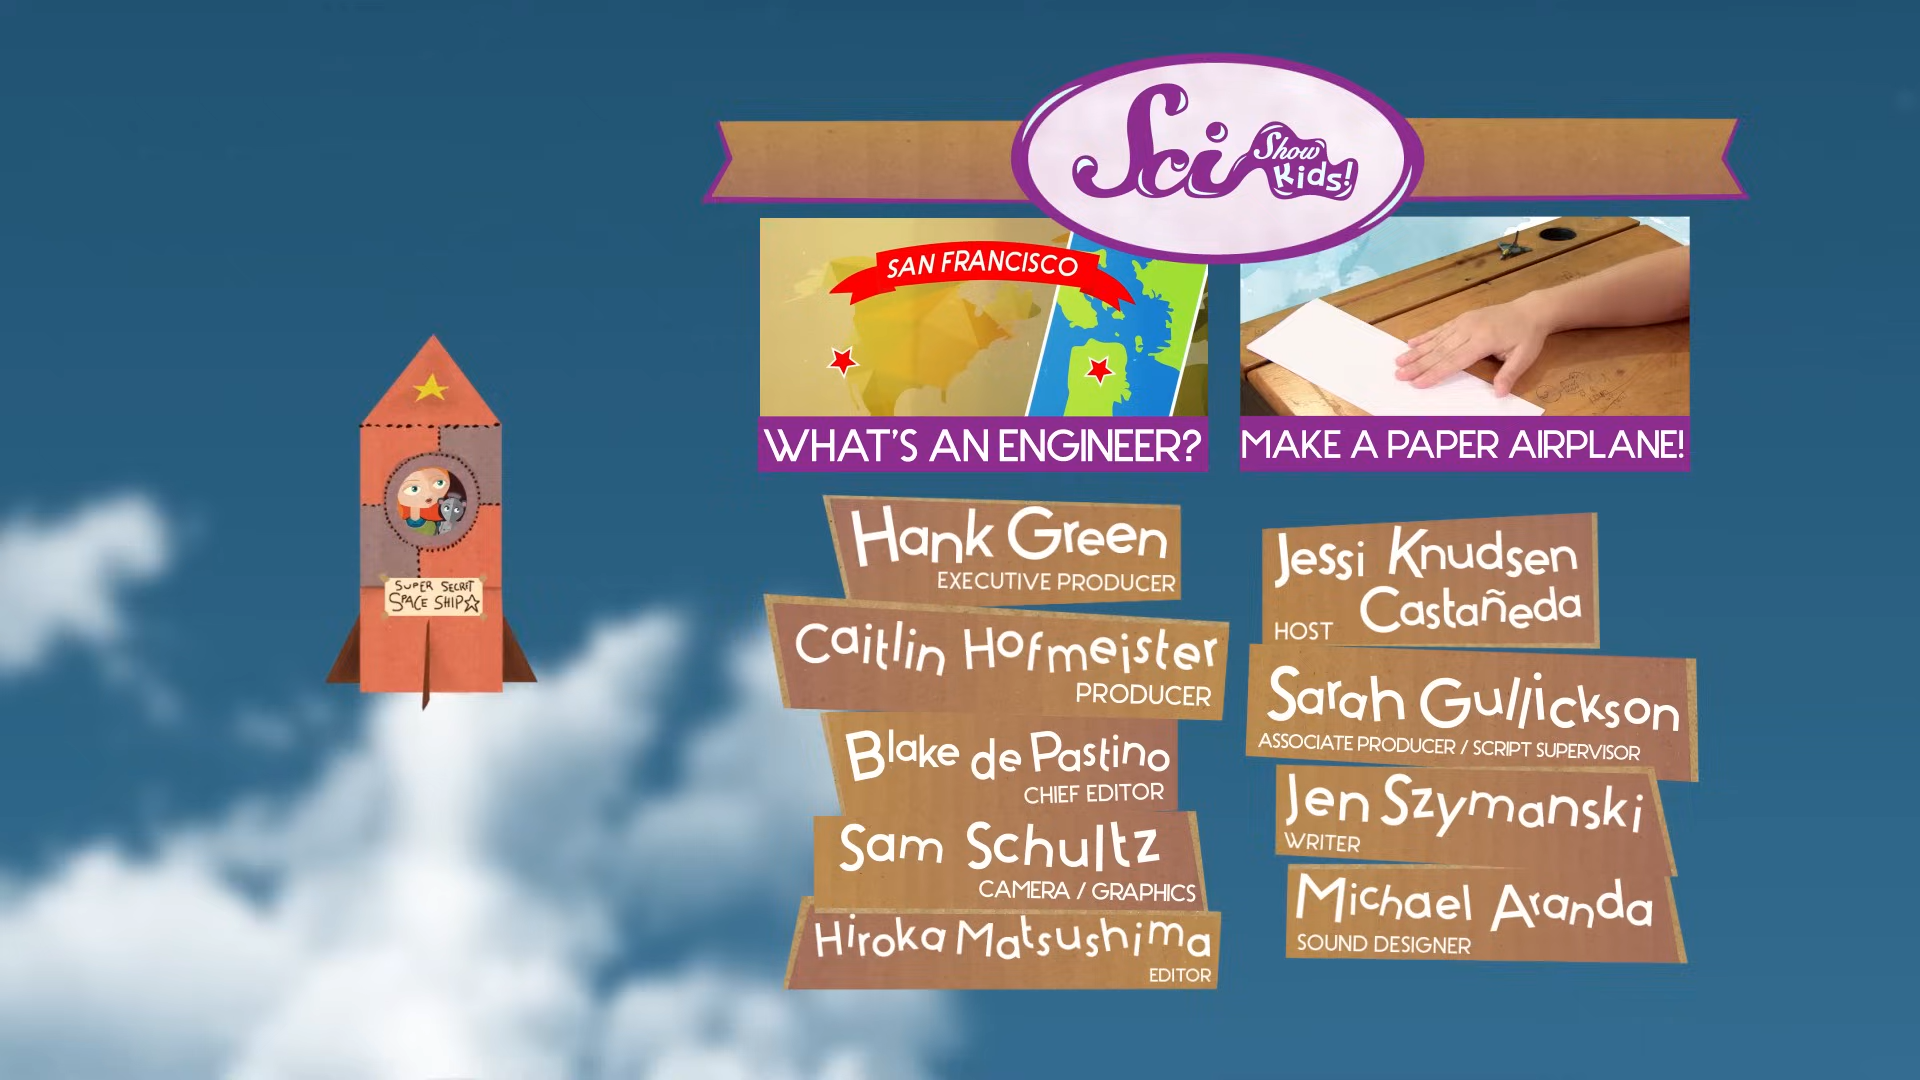 Sci Show
Kids!
SAN FRANCISCO
WHAT'S AN ENGINEER?
MAKE A PAPER AIRPLANE!
SUPER SECRET
SPACE SHIP
Hank Green
EXECUTIVE PRODUCER
Caitlin Hofmeister
PRODUCER
Blake de Pastino
CHIEF EDITOR
Sam Schultz
CAMERA / GRAPHICS
Hiroka Matsushima
EDITOR
Jessi Knudsen
Castañeda
HOST
Sarah Gullickson
ASSOCIATE PRODUCER / SCRIPT SUPERVISOR
Jen Szymanski
WRITER
Michael Aranda
SOUND DESIGNER